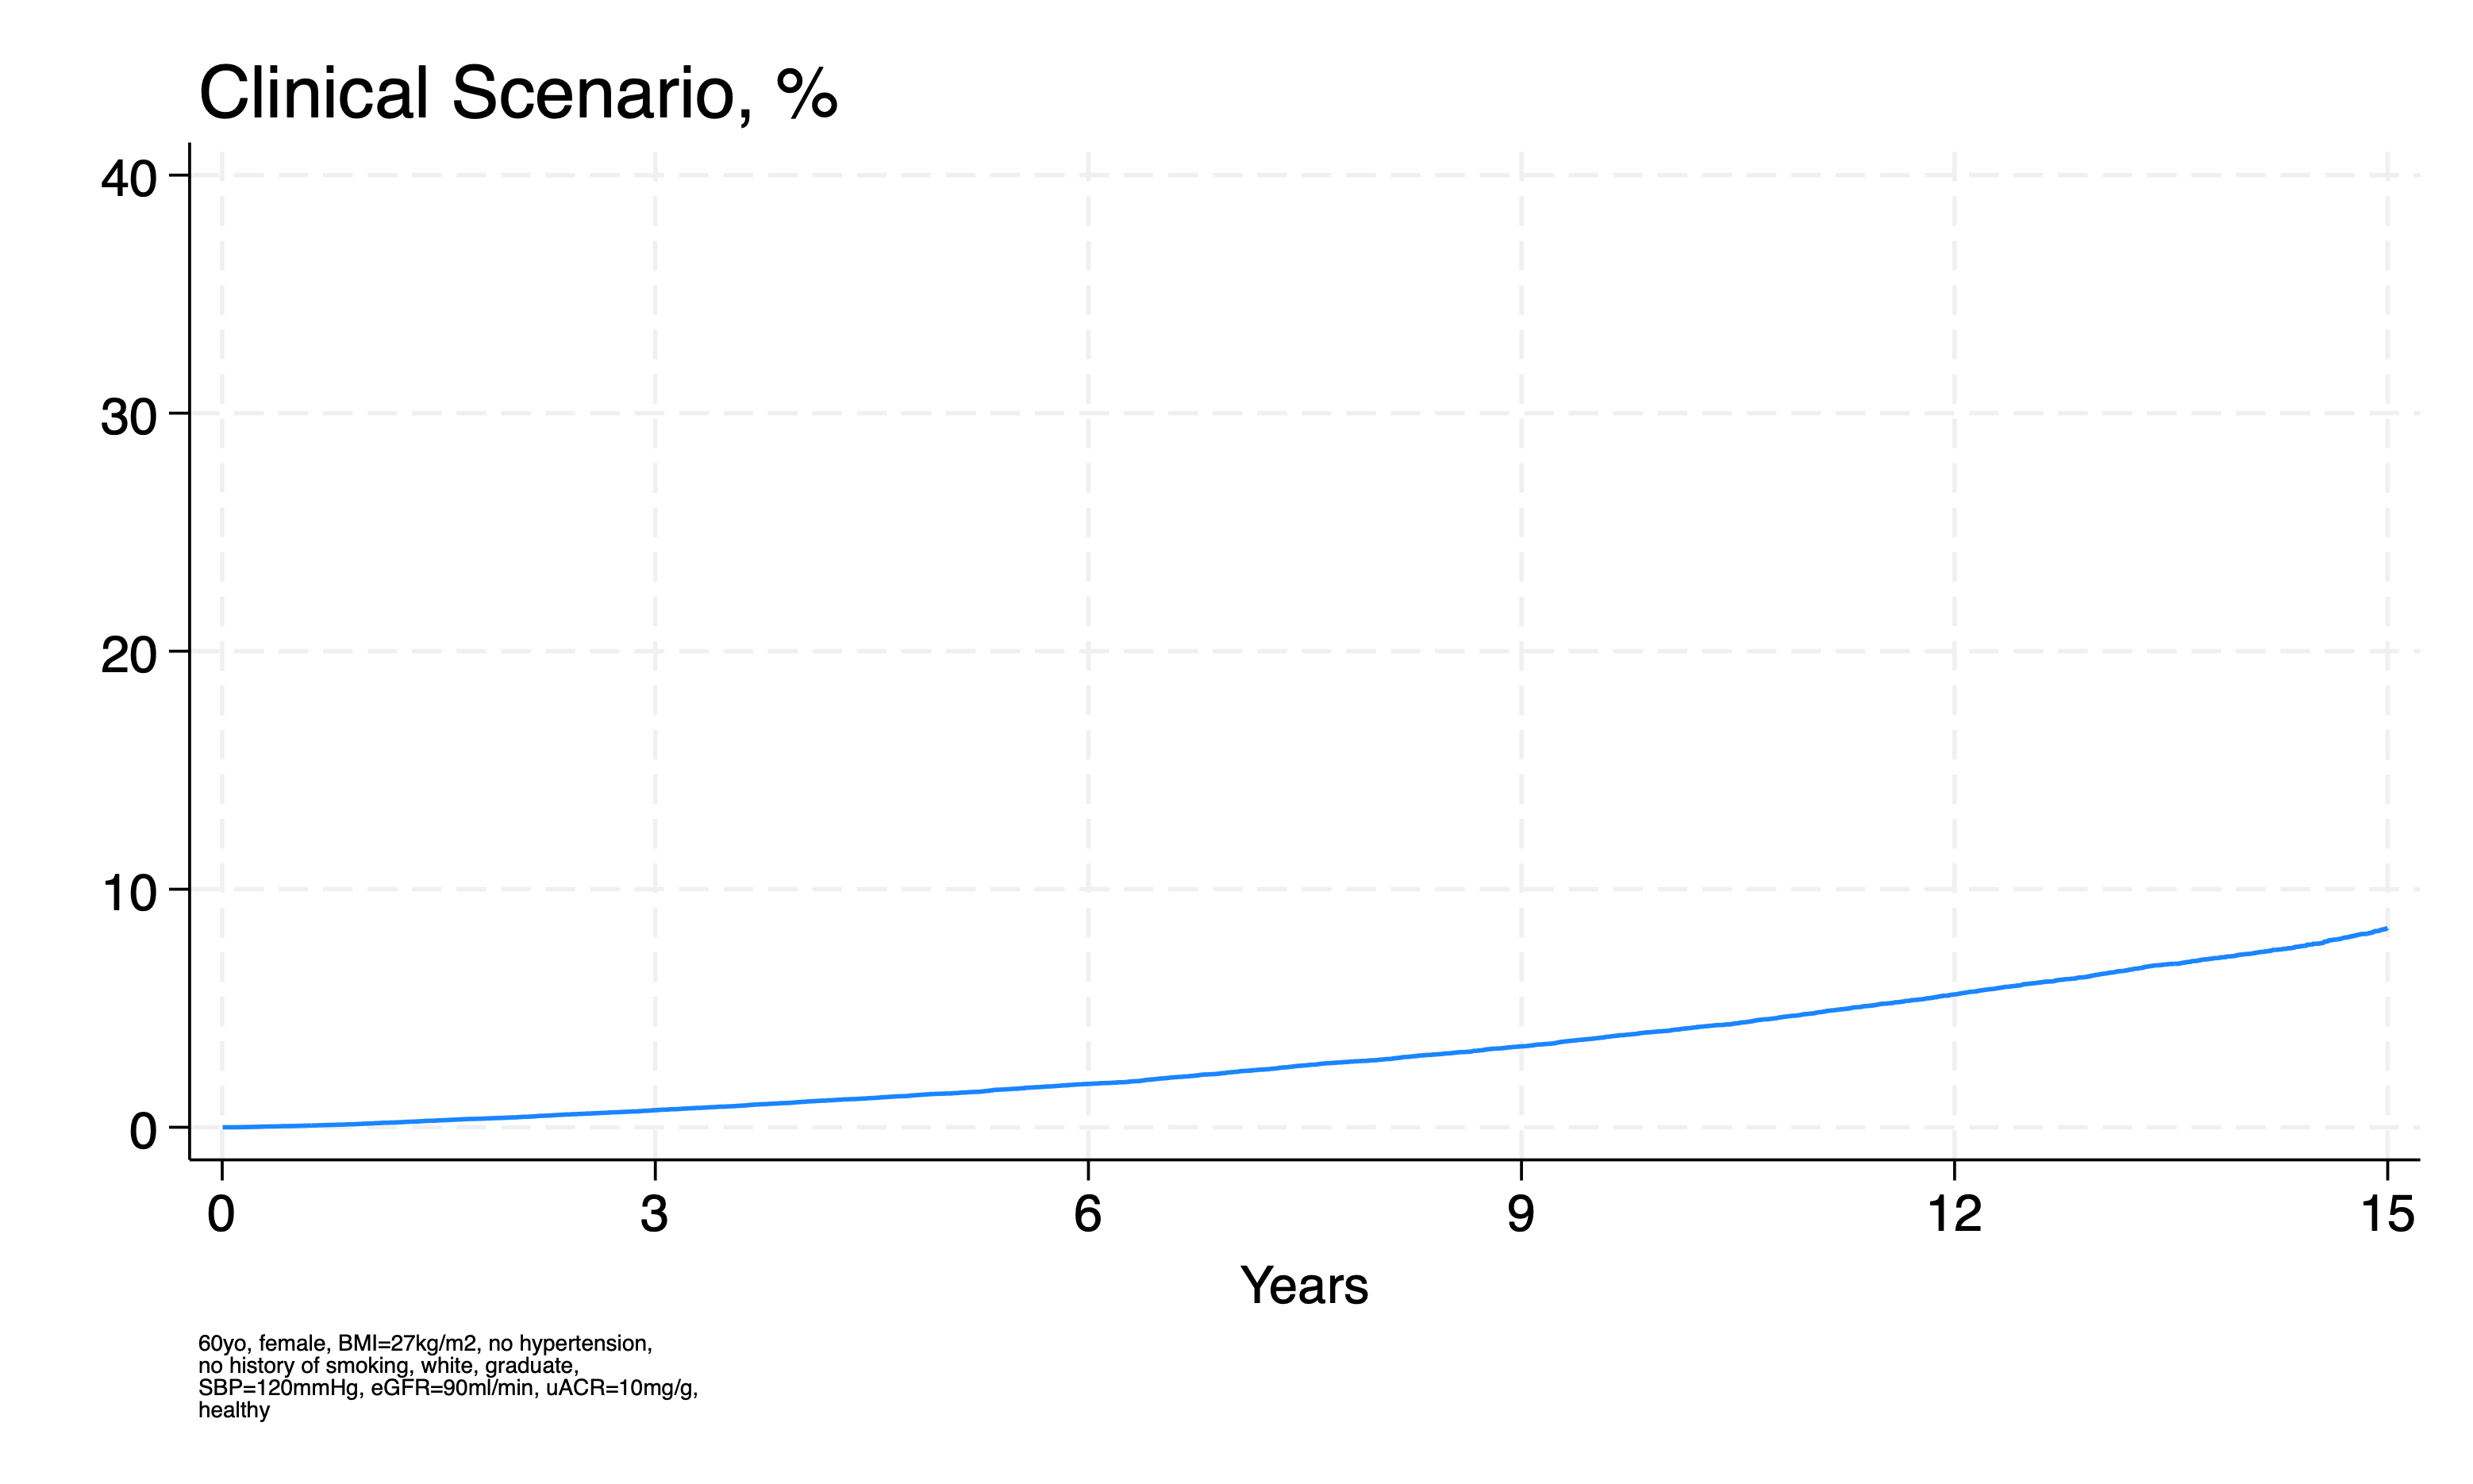 Clinical Scenario, %
40
30
20
10
0
0 3 6 9 12 15
Years
60yo, female, BMI=27kg/m2, no hypertension,
no history of smoking, white, graduate,
SBP=120mmHg, eGFR=90ml/min, uACR=10mg/g,
healthy